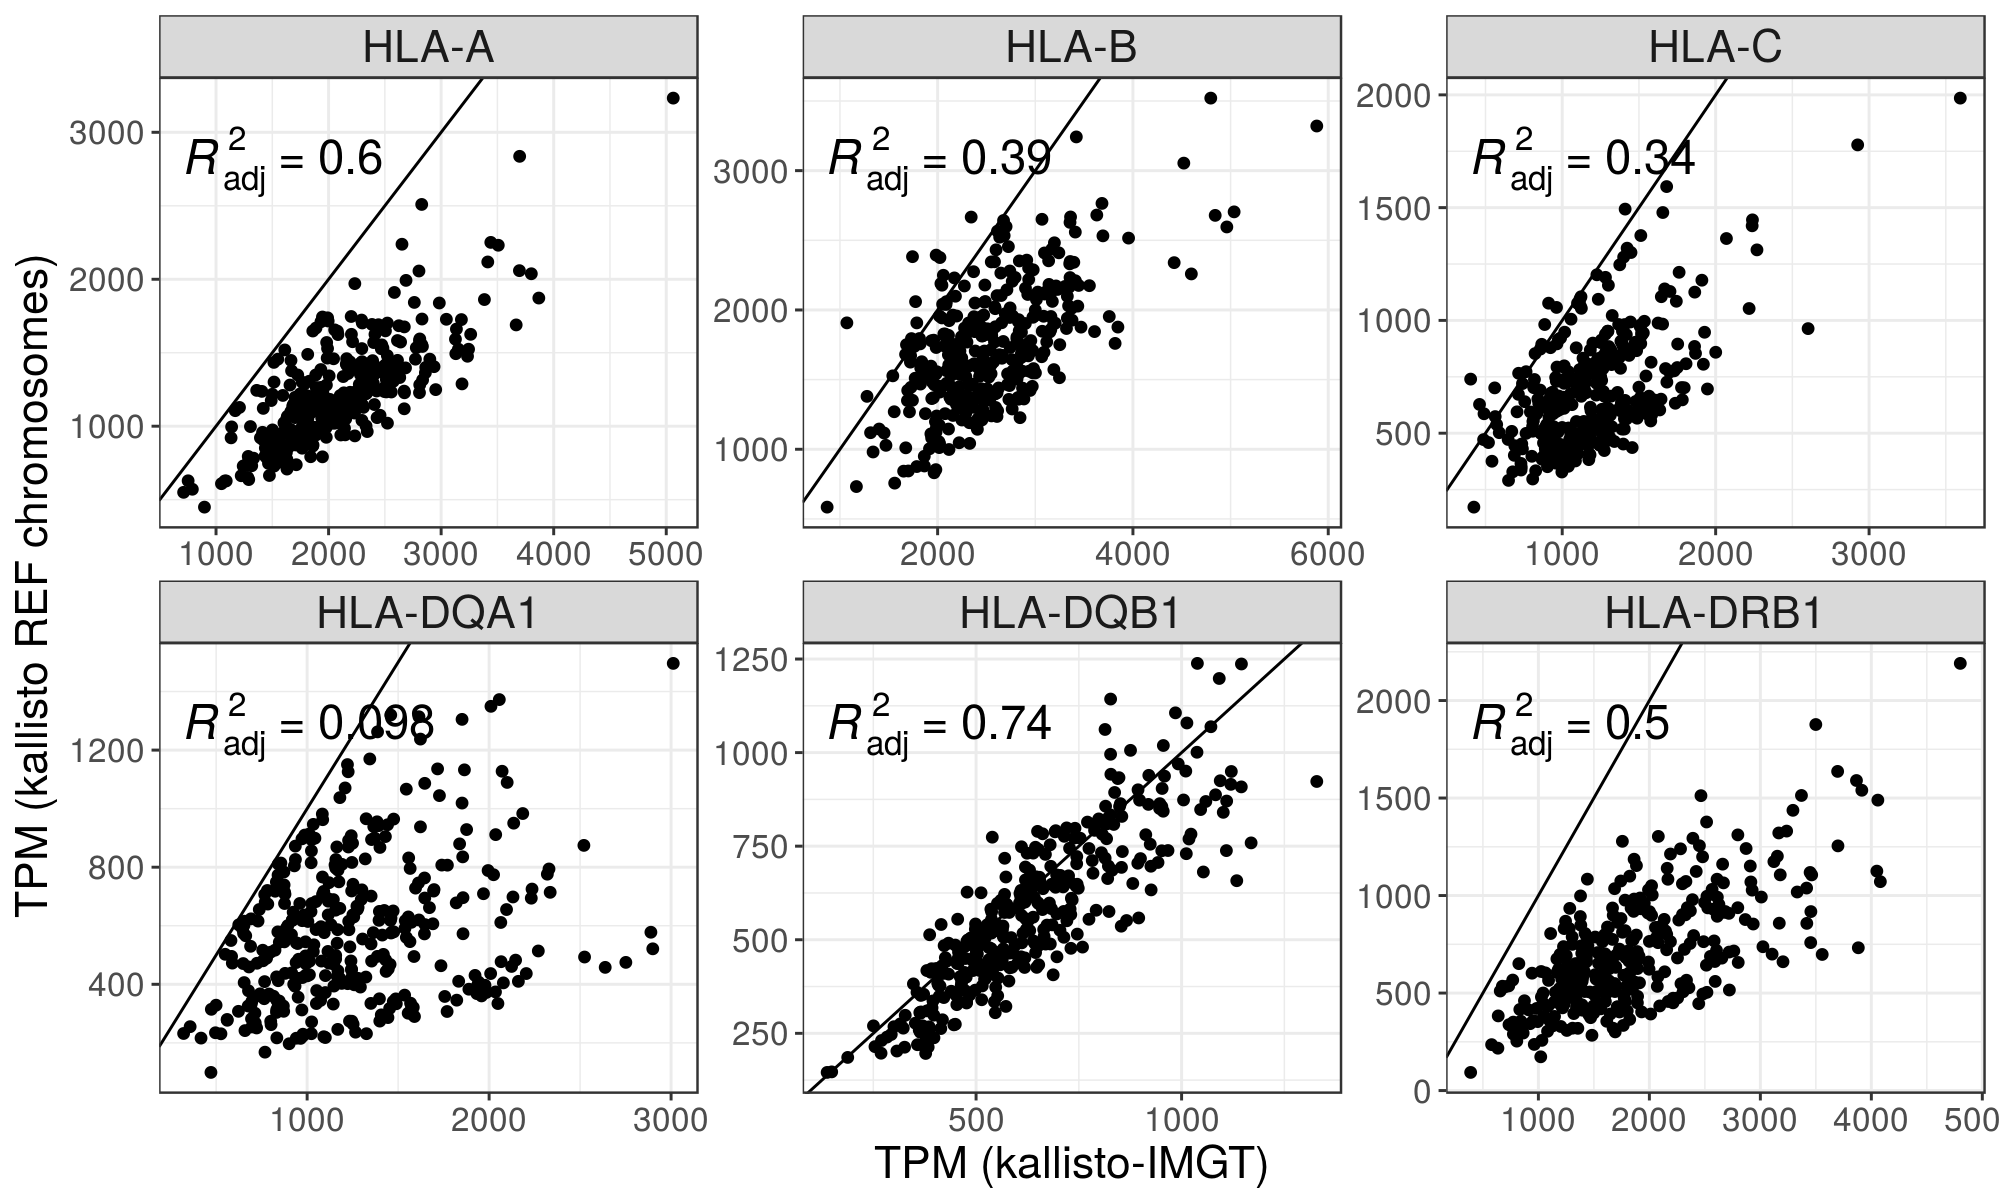 HLA-A
HLA-B
HLA-C
R²adj = 0.6
R²adj = 0.39
R²adj = 0.34
3000
2000
1000
3000
2000
1000
2000
1500
1000
500
1000 2000 3000 4000 5000
2000 4000 6000
1000 2000 3000
HLA-DQA1
HLA-DQB1
HLA-DRB1
R²adj = 0.098
R²adj = 0.74
R²adj = 0.5
1200
800
400
1250
1000
750
500
250
2000
1500
1000
500
0
1000 2000 3000
500 1000
1000 2000 3000 4000 500
TPM (kallisto REF chromosomes)
TPM (kallisto-IMGT)